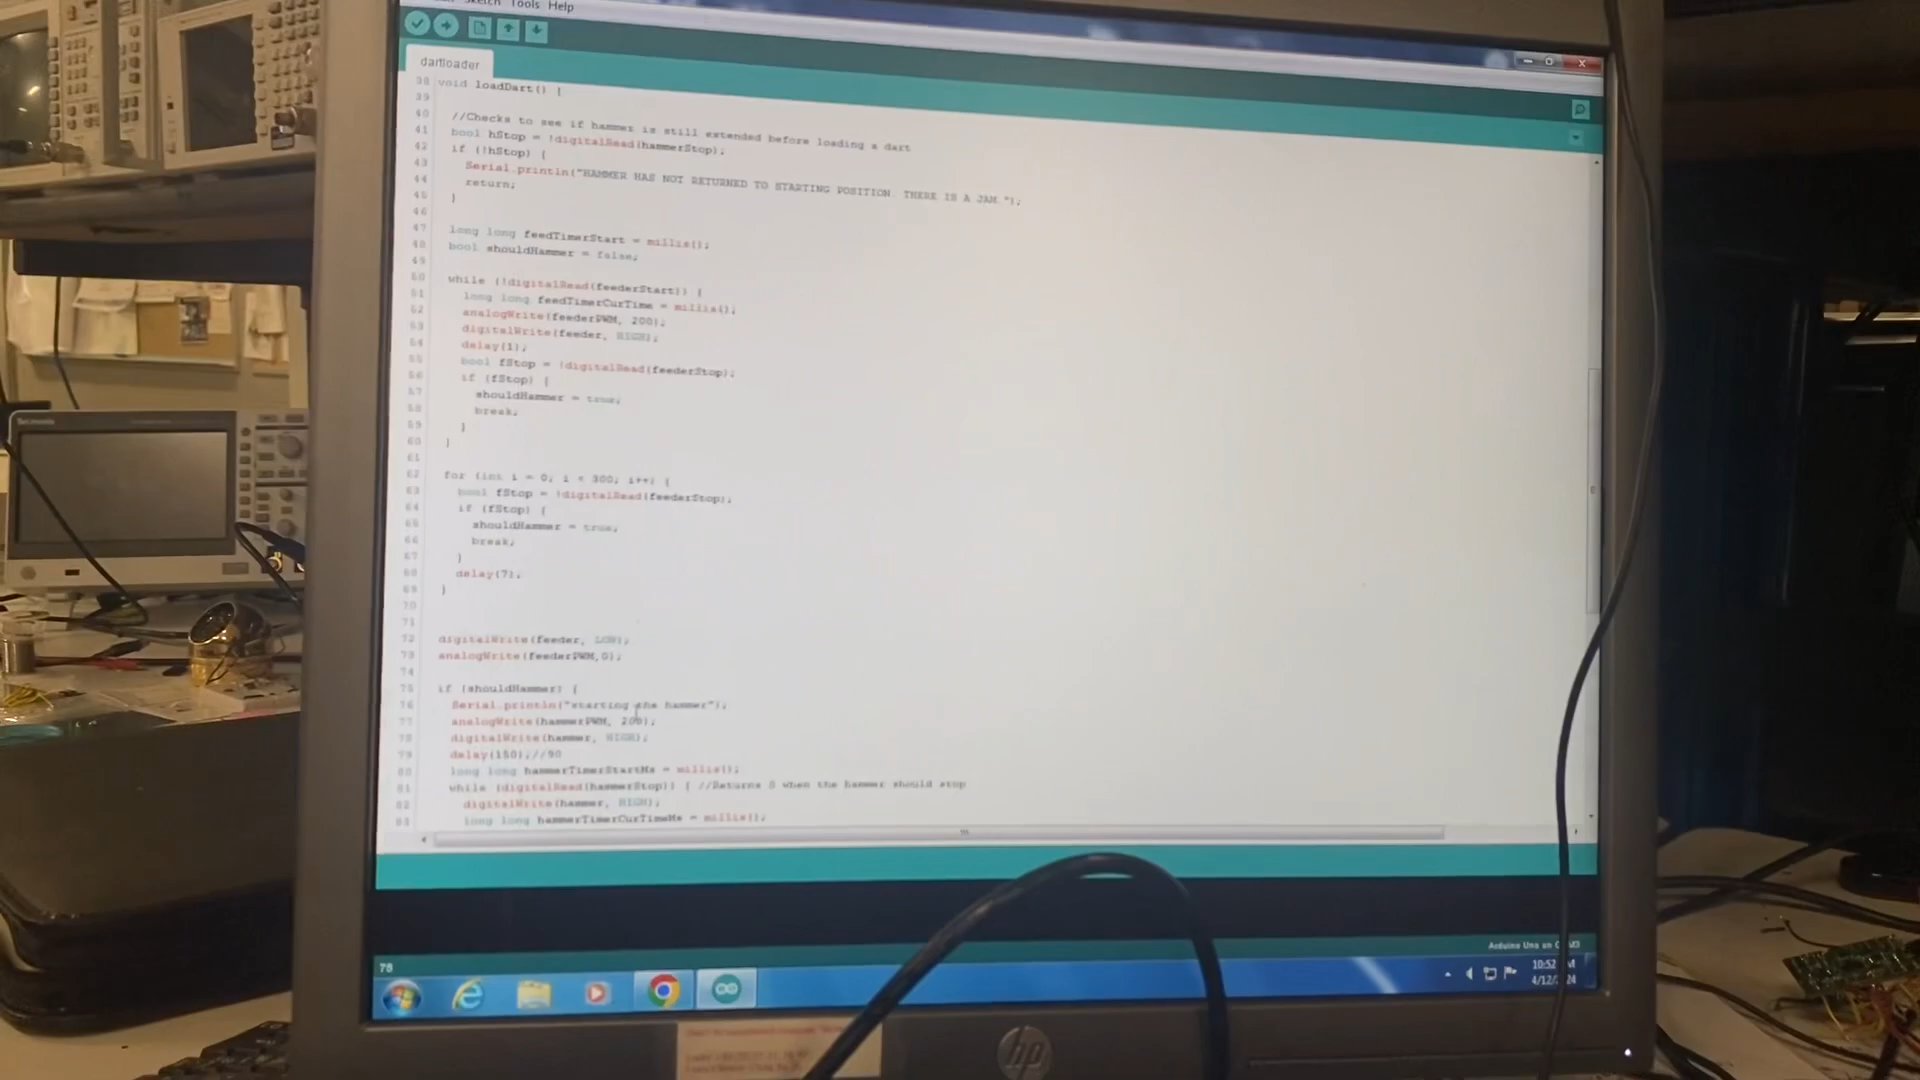 Sketch Tools Help
dartloader
38 void loadDart() {
39
40 //Checks to see if hammer is still extended before loading a dart
41 bool hStop = !digitalRead(hammerStop);
42 if (!hStop) {
43 Serial.println("HAMMER HAS NOT RETURNED TO STARTING POSITION. THERE IS A JAM.");
44 return;
45 }
46
47 long long feedTimerStart = millis();
48 bool shouldHammer = false;
49
50 while (!digitalRead(feederStart)) {
51 long long feedTimerCurTime = millis();
52 analogWrite(feederPWM, 200);
53 digitalWrite(feeder, HIGH);
54 delay(1);
55 bool fStop = !digitalRead(feederStop);
56 if (fStop) {
57 shouldHammer = true;
58 break;
59 }
60 }
61
62 for (int i = 0; i < 300; i++) {
63 bool fStop = !digitalRead(feederStop);
64 if (fStop) {
65 shouldHammer = true;
66 break;
67 }
68 delay(7);
69 }
70
71
72 digitalWrite(feeder, LOW);
73 analogWrite(feederPWM,0);
74
75 if (shouldHammer) {
76 Serial.println("starting the hammer");
77 analogWrite(hammerPWM, 200);
78 digitalWrite(hammer, HIGH);
79 delay(150);//90
80 long long hammerTimerStartMs = millis();
81 while (digitalRead(hammerStop)) { //Returns 0 when the hammer should stop
82 digitalWrite(hammer, HIGH);
83 long long hammerTimerCurTimeMs = millis();
Arduino Uno on
78
10:52
4/12/
hp
Tektronix